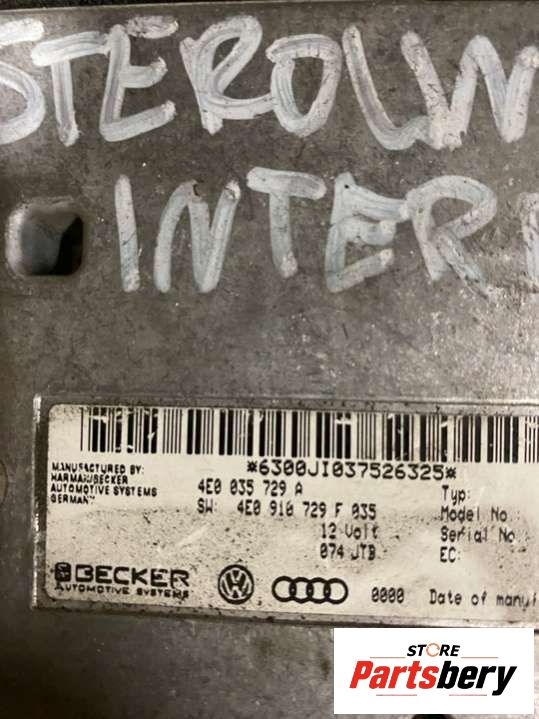 STEROWN
INTER
*6300JI037526325*
MANUFACTURED BY:
HARMAN/BECKER
AUTOMOTIVE SYSTEMS
GERMANY
4E0 035 729 A
SW: 4E0 910 729 F 035
12 Volt
074 JTB
Typ:
Model No
Serial No
EC:
BECKER
AUTOMOTIVE SYSTEMS
0000 Date of manuf
STORE
Partsbery